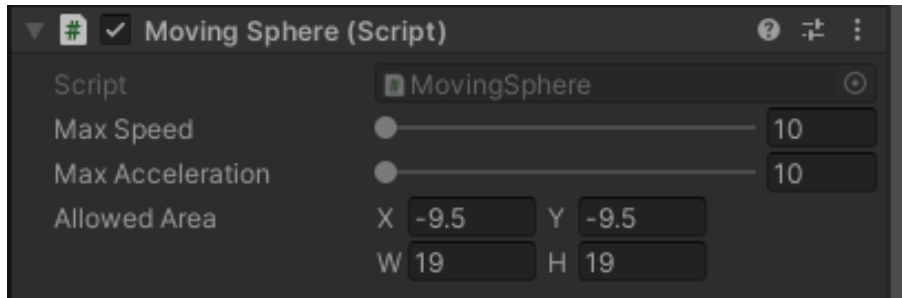 # Moving Sphere (Script)
Script # MovingSphere
Max Speed 10
Max Acceleration 10
Allowed Area X -9.5 Y -9.5
W 19 H 19